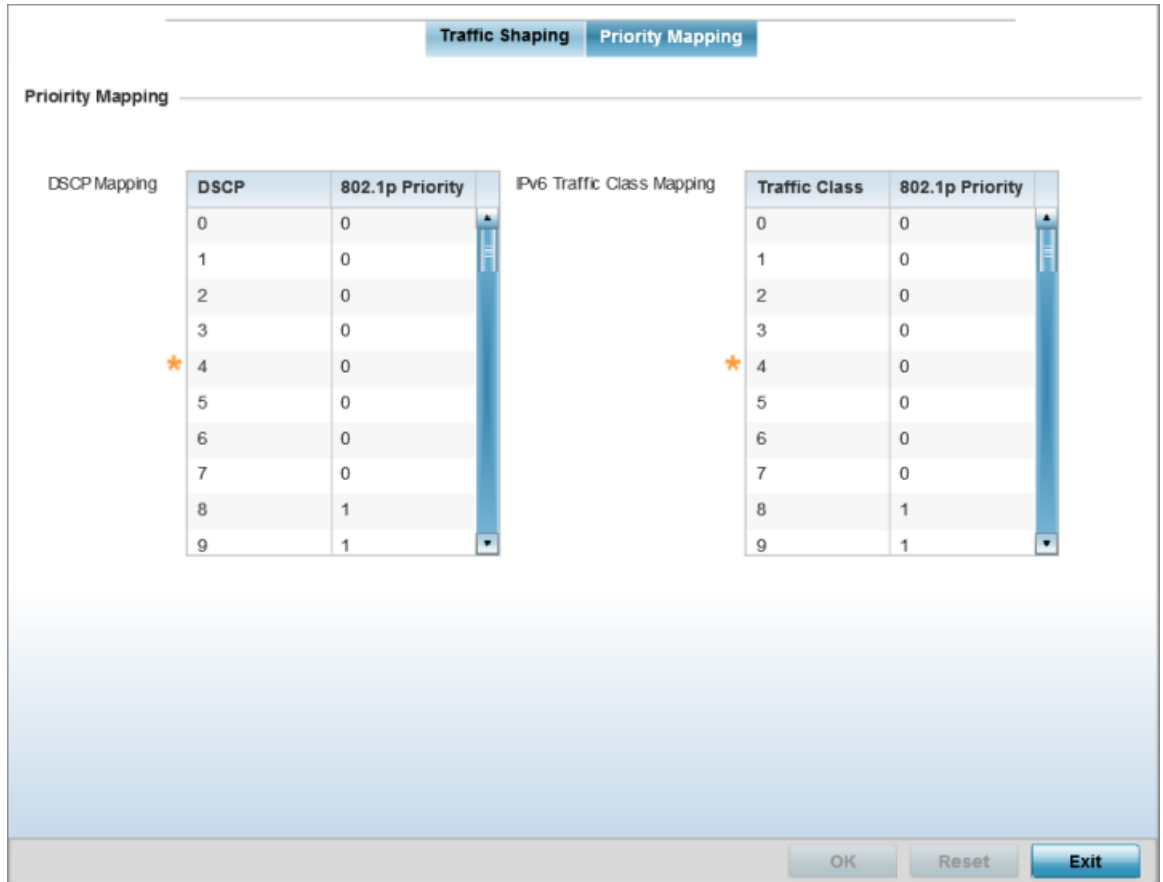 Traffic Shaping Priority Mapping
Prioirity Mapping
DSCP Mapping
DSCP 802.1p Priority
0 0
1 0
2 0
3 0
* 4 0
5 0
6 0
7 0
8 1
9 1
IPv6 Traffic Class Mapping
Traffic Class 802.1p Priority
0 0
1 0
2 0
3 0
* 4 0
5 0
6 0
7 0
8 1
9 1
OK Reset Exit